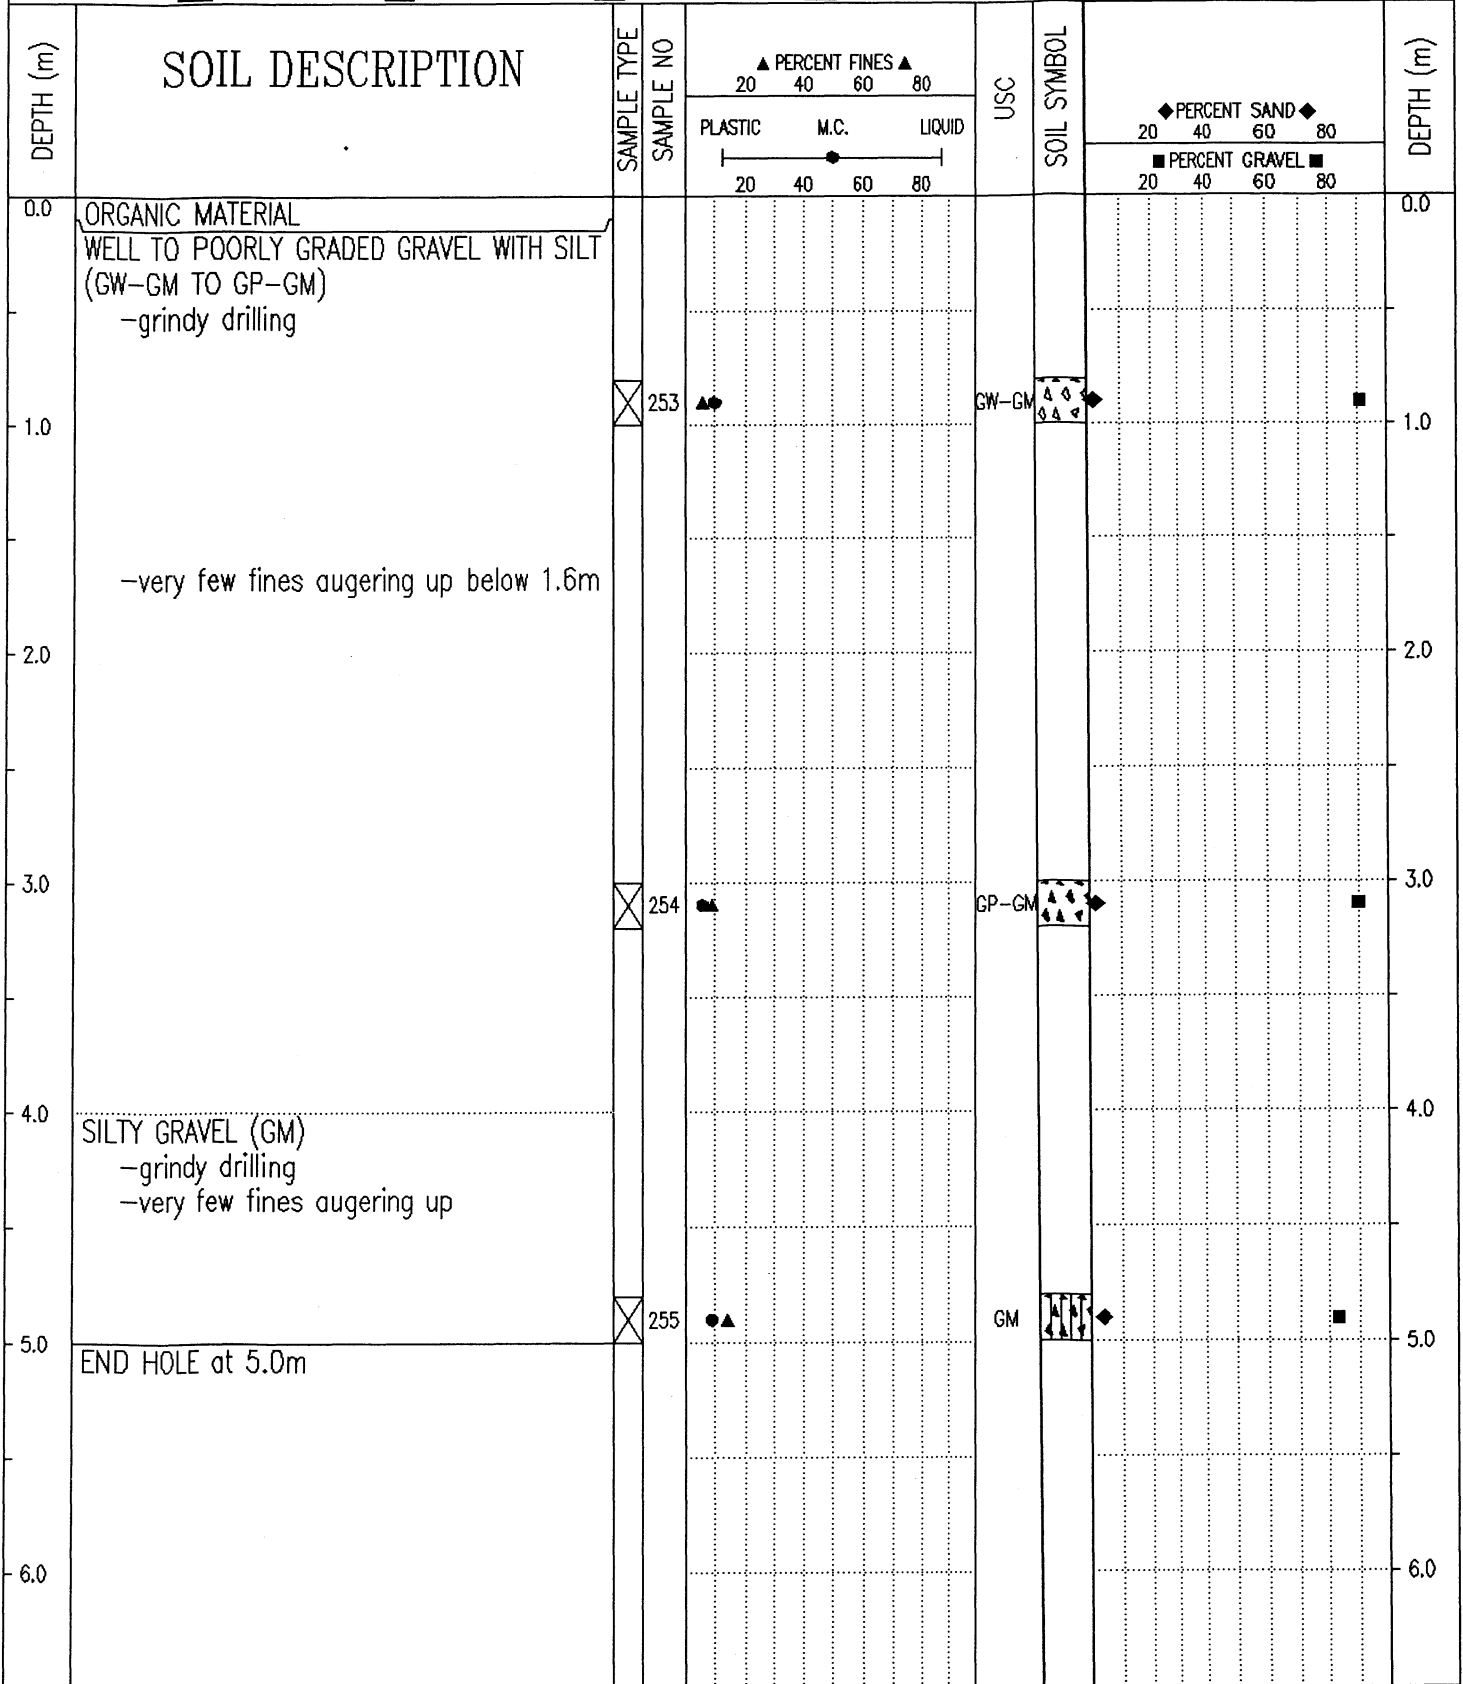 DEPTH (m)
SOIL DESCRIPTION
SAMPLE TYPE
SAMPLE NO
▲ PERCENT FINES ▲
20 40 60 80
PLASTIC M.C. LIQUID
20 40 60 80
USC
SOIL SYMBOL
◆PERCENT SAND◆
20 40 60 80
■PERCENT GRAVEL■
20 40 60 80
DEPTH (m)
0.0 ORGANIC MATERIAL 0.0
WELL TO POORLY GRADED GRAVEL WITH SILT
(GW-GM TO GP-GM)
-grindy drilling
253 GW-GM
1.0 1.0
-very few fines augering up below 1.6m
2.0 2.0
3.0 3.0
254 GP-GM
4.0 4.0
SILTY GRAVEL (GM)
-grindy drilling
-very few fines augering up
255 GM
5.0 5.0
END HOLE at 5.0m
6.0 6.0